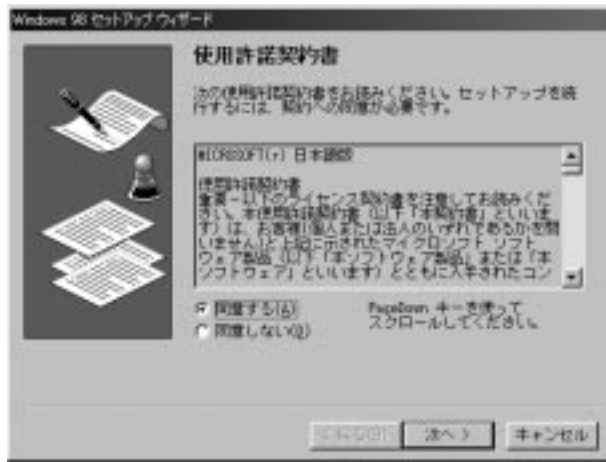 Windows 98 セットアップ ウィザード
使用許諾契約書
次の使用許諾契約書をお読みください。セットアップを続
行するには、契約への同意が必要です。
MICROSOFT(r) 日本語版
使用許諾契約書
重要-以下のライセンス契約書を注意してお読みくだ
さい。本使用許諾契約書 (以下「本契約書」といいま
す) は、お客様(個人または法人のいずれであるかを問
いません)と上記に示されたマイクロソフト ソフト
ウェア製品 (以下「本ソフトウェア製品」または「本
ソフトウェア」といいます) とともに入手されたコン
同意する(A)
同意しない(D)
PageDown キーを使って
スクロールしてください。
< 戻る(B)
次へ >
キャンセル